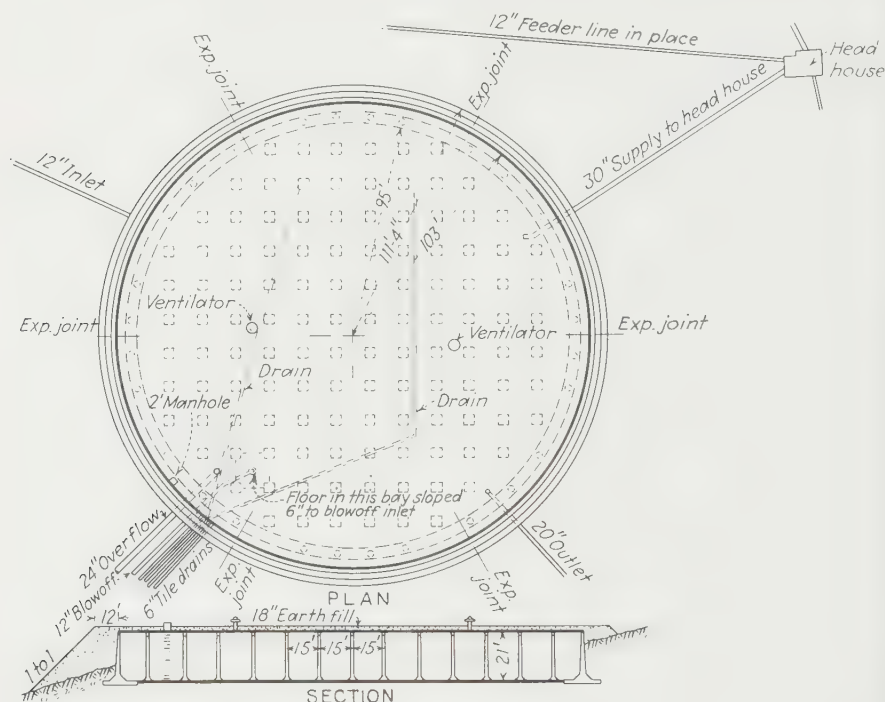 12" Feeder line in place
Head
house
Exp. joint
Exp. joint
30" Supply to head house
12" Inlet
95'
111'-4"
103'
Ventilator
Exp. joint
Exp. joint
Ventilator
Drain
2' Manhole
Drain
Floor in this bay sloped
6" to blowoff inlet
24" Overflow
12" Blowoff
6" Tile drains
Exp.
joint
Exp.
joint
20" Outlet
PLAN
12'
18" Earth fill
1 to 1
15'
15'
15'
21'
SECTION